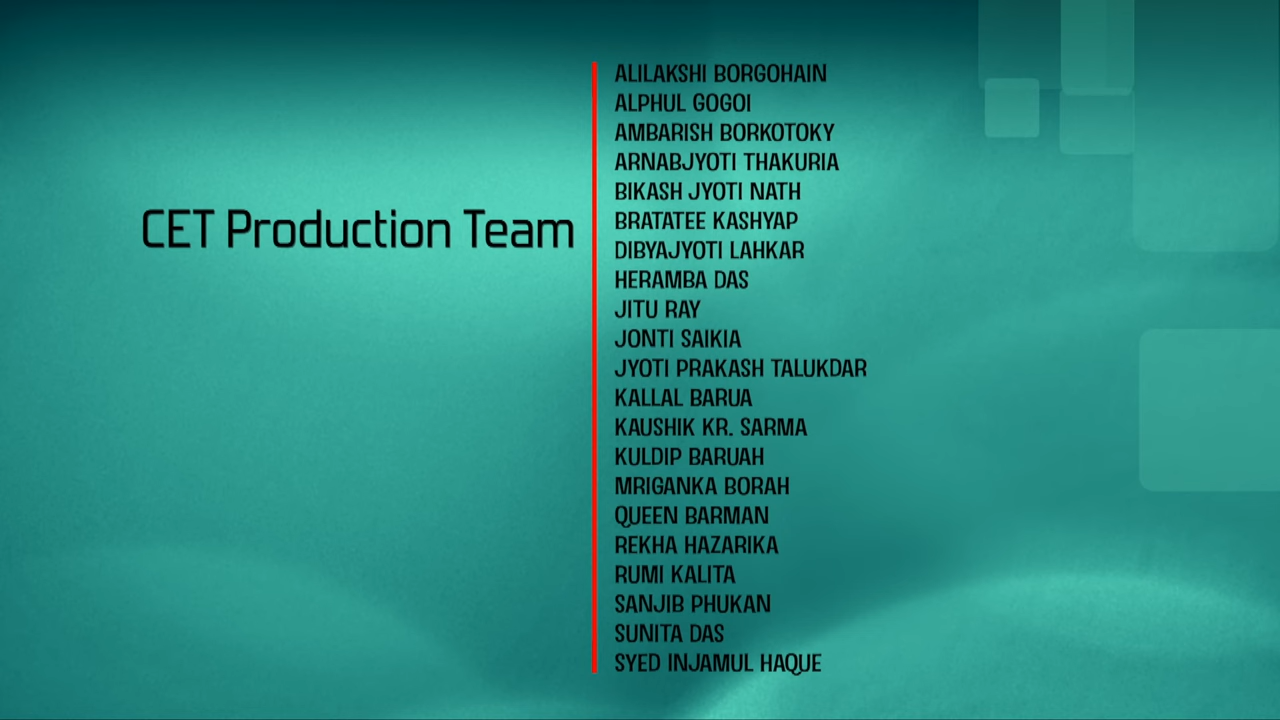 CET Production Team
ALILAKSHI BORGOHAIN
ALPHUL GOGOI
AMBARISH BORKOTOKY
ARNABJYOTI THAKURIA
BIKASH JYOTI NATH
BRATATEE KASHYAP
DIBYAJYOTI LAHKAR
HERAMBA DAS
JITU RAY
JONTI SAIKIA
JYOTI PRAKASH TALUKDAR
KALLAL BARUA
KAUSHIK KR. SARMA
KULDIP BARUAH
MRIGANKA BORAH
QUEEN BARMAN
REKHA HAZARIKA
RUMI KALITA
SANJIB PHUKAN
SUNITA DAS
SYED INJAMUL HAQUE